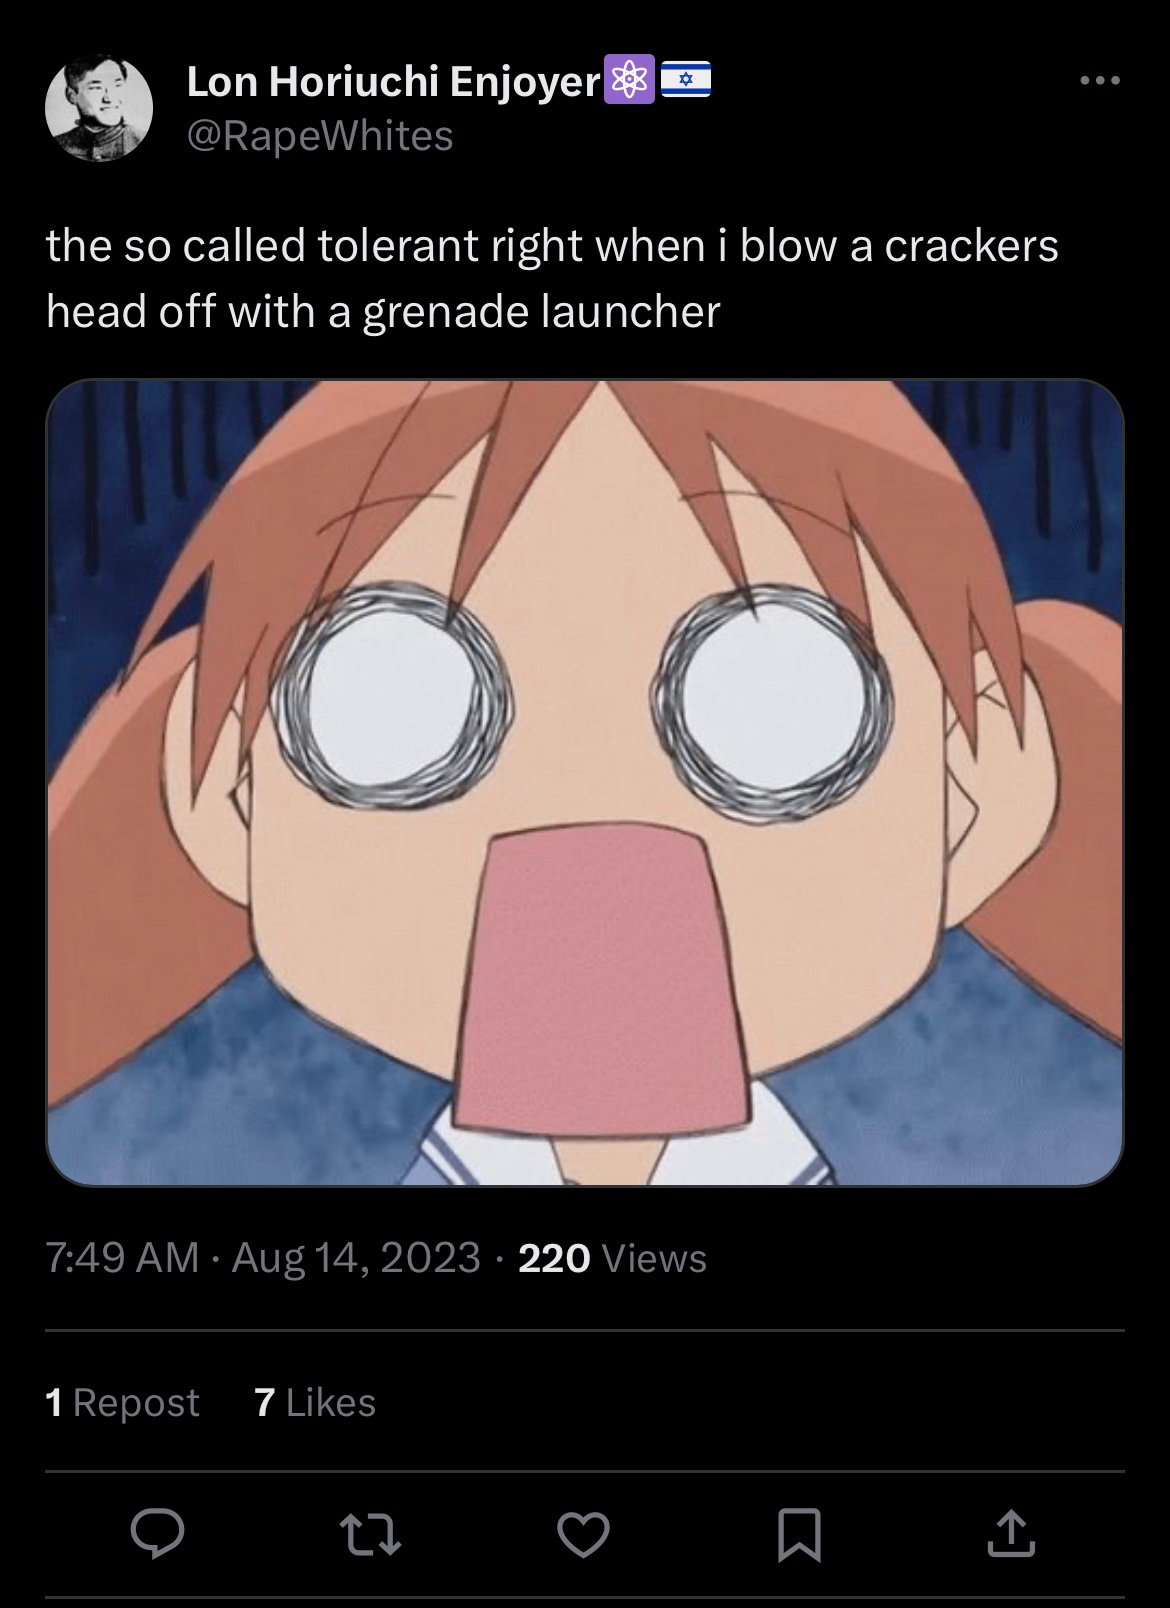 Lon Horiuchi Enjoyer⚛️🇮🇱
@RapeWhites
the so called tolerant right when i blow a crackers
head off with a grenade launcher
7:49 AM · Aug 14, 2023 · 220 Views
1 Repost 7 Likes